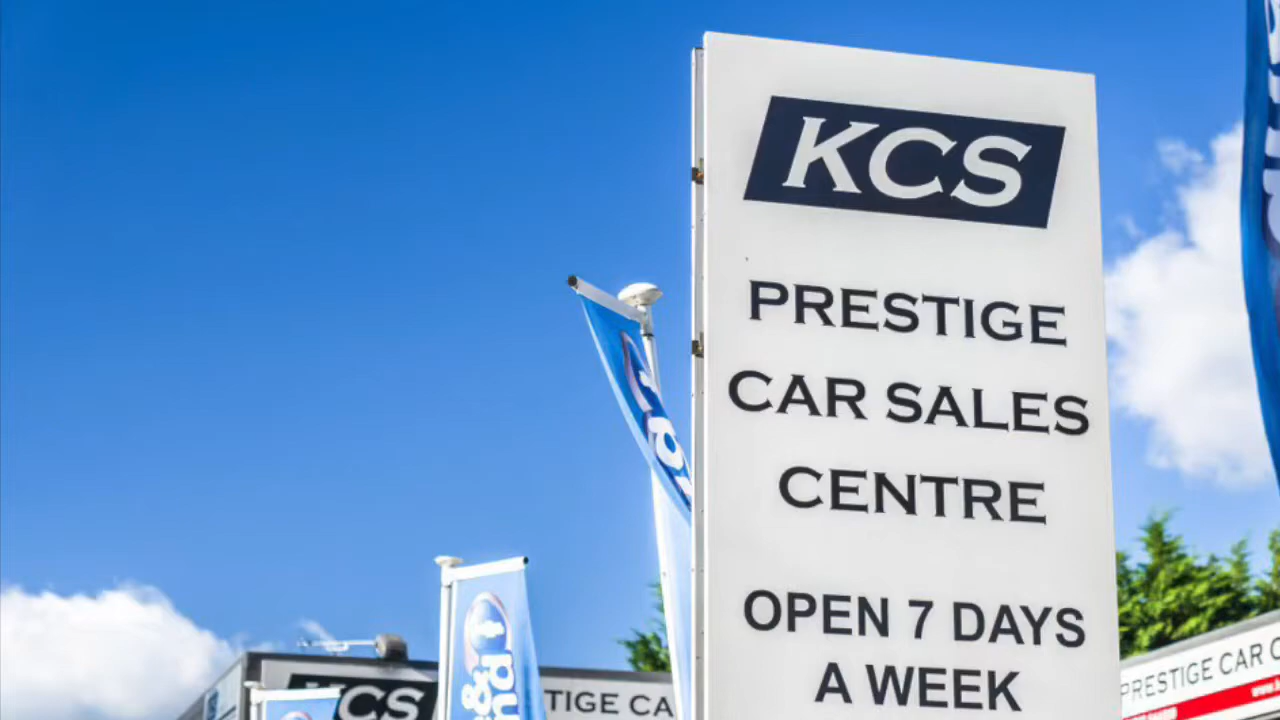 KCS
PRESTIGE
CAR SALES
CENTRE
OPEN 7 DAYS
A WEEK
KCS
PRESTIGE CAR